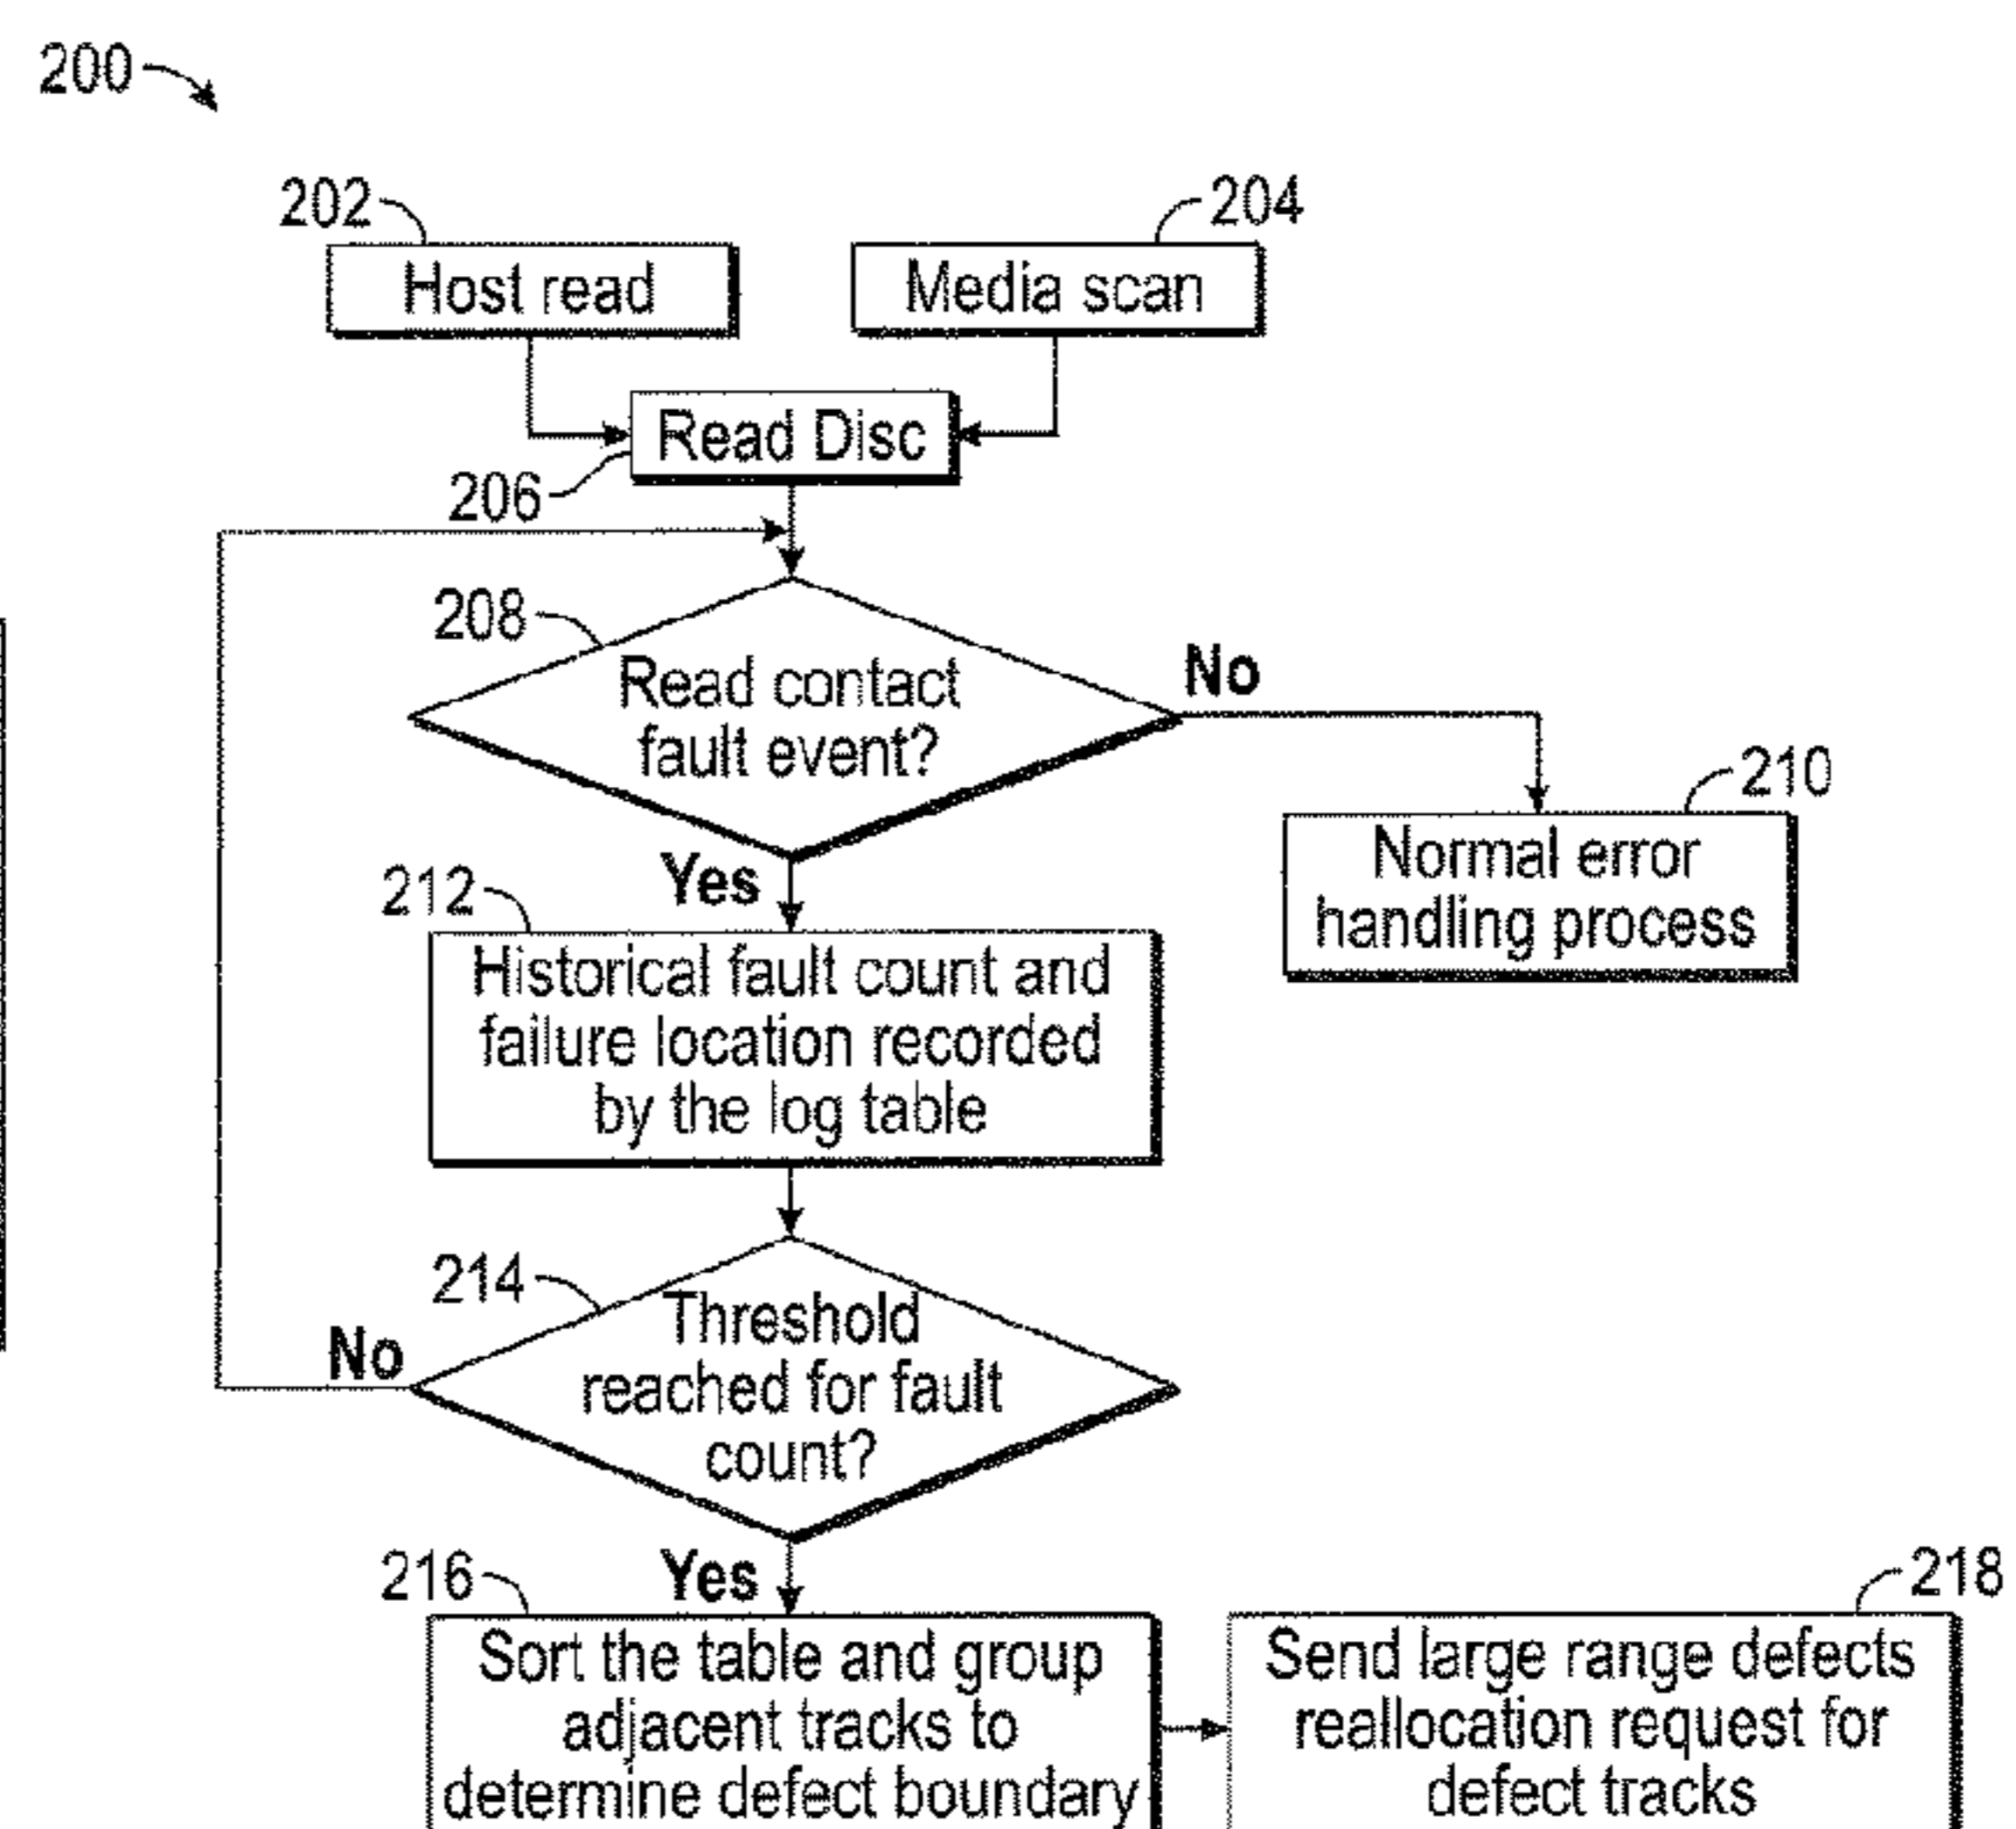 200
202
204
Host read
Media scan
Read Disc
206
208
Read contact
fault event?
No
210
Normal error
handling process
Yes
212
Historical fault count and
failure location recorded
by the log table
214
Threshold
reached for fault
count?
No
Yes
216
Sort the table and group
adjacent tracks to
determine defect boundary
218
Send large range defects
reallocation request for
defect tracks